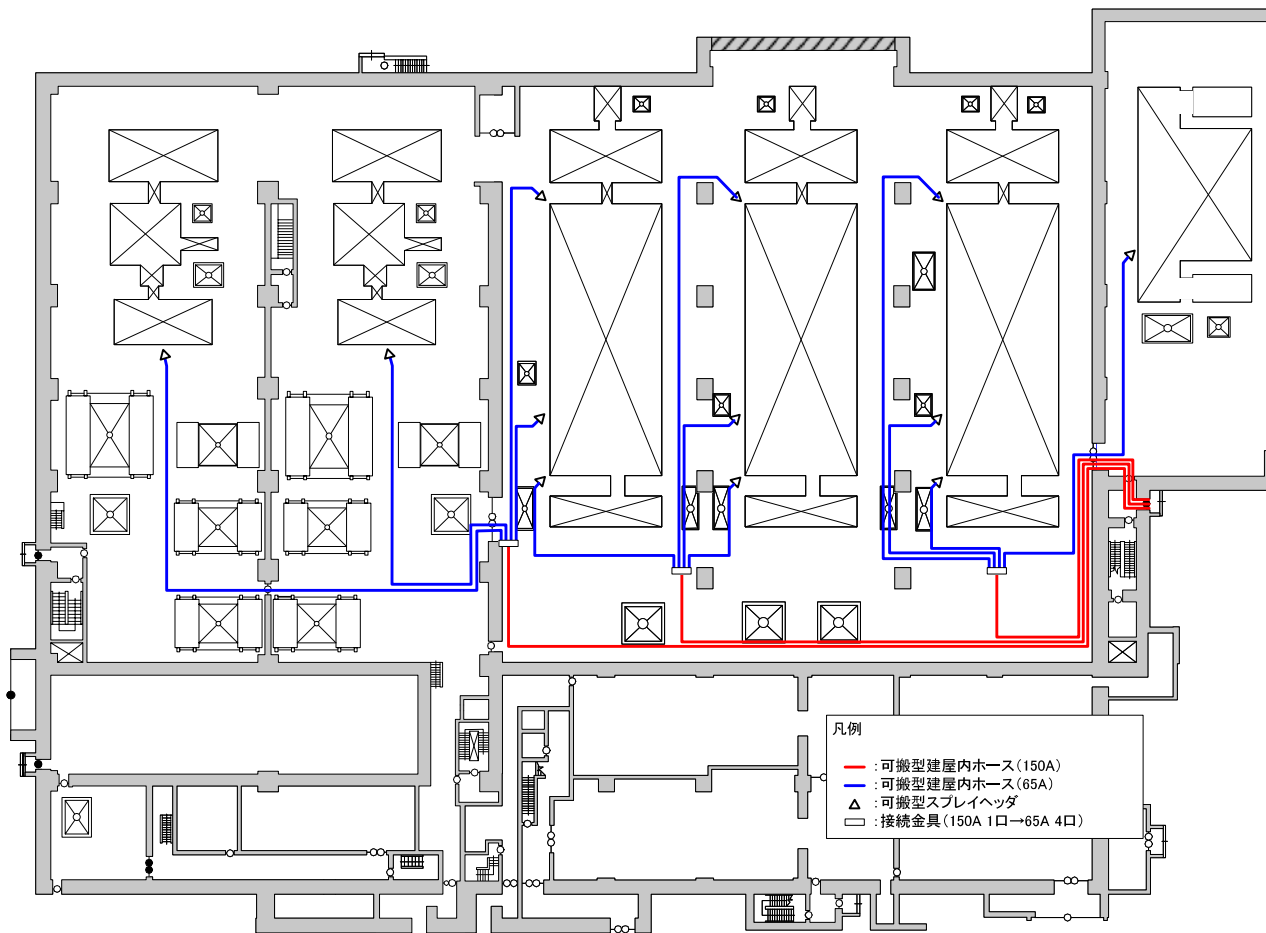 凡例
：可搬型建屋内ホース（150A）
：可搬型建屋内ホース（65A）
：可搬型スプレイヘッダ
：接続金具（150A 1口→65A 4口）